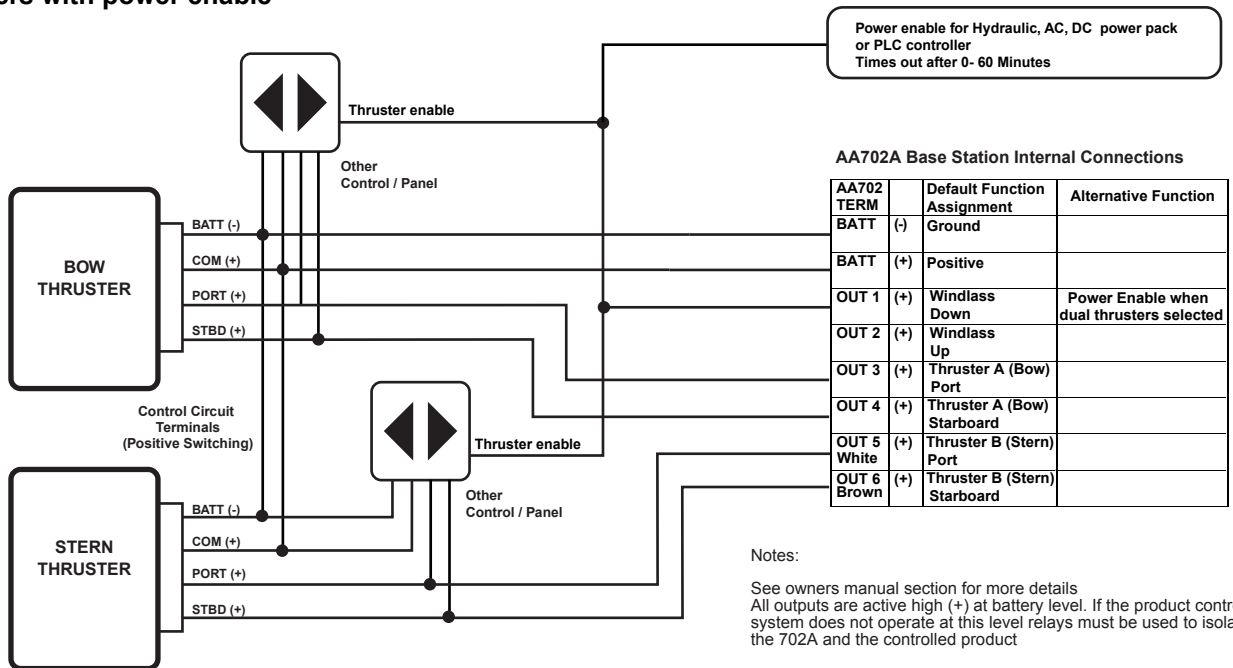 ers with power enable
Power enable for Hydraulic, AC, DC power pack
or PLC controller
Times out after 0- 60 Minutes
Thruster enable
Other
Control / Panel
BOW
THRUSTER
BATT (-)
COM (+)
PORT (+)
STBD (+)
Control Circuit
Terminals
(Positive Switching)
Thruster enable
Other
Control / Panel
STERN
THRUSTER
BATT (-)
COM (+)
PORT (+)
STBD (+)
AA702A Base Station Internal Connections
AA702 TERM Default Function Assignment Alternative Function
BATT (-) Ground
BATT (+) Positive
OUT 1 (+) Windlass Down Power Enable when dual thrusters selected
OUT 2 (+) Windlass Up
OUT 3 (+) Thruster A (Bow) Port
OUT 4 (+) Thruster A (Bow) Starboard
OUT 5 White (+) Thruster B (Stern) Port
OUT 6 Brown (+) Thruster B (Stern) Starboard
Notes:
See owners manual section for more details
All outputs are active high (+) at battery level. If the product contr
system does not operate at this level relays must be used to isola
the 702A and the controlled product